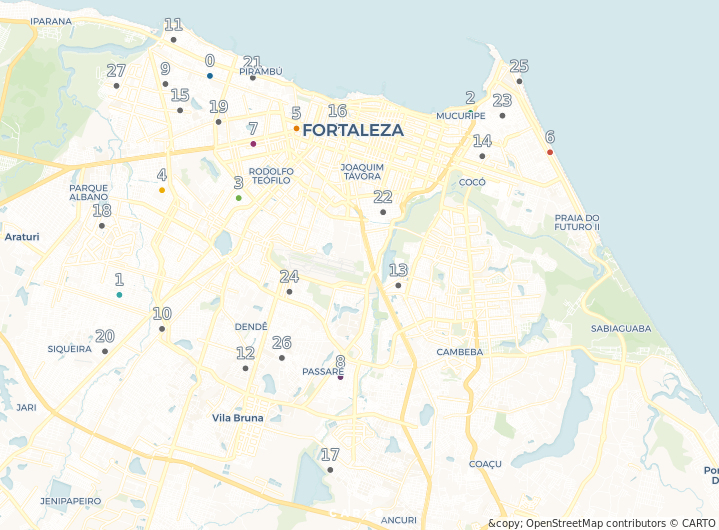 IPARANA
11
27
9
0
21
PIRAMBÚ
25
15
19
5
16
2
23
MUCURIPE
FORTALEZA
7
14
6
JOAQUIM
TÁVORA
RODOLFO
TEÓFILO
4
3
COCÓ
PARQUE
ALBANO
22
18
PRAIA DO
FUTURO II
Araturi
1
24
13
10
DENDÊ
SABIAGUABA
SIQUEIRA
20
12
26
8
CAMBEBA
PASSARÉ
JARI
Vila Bruna
17
COAÇU
Por
D
JENIPAPEIRO
ANCURI
&copy; OpenStreetMap contributors © CARTO